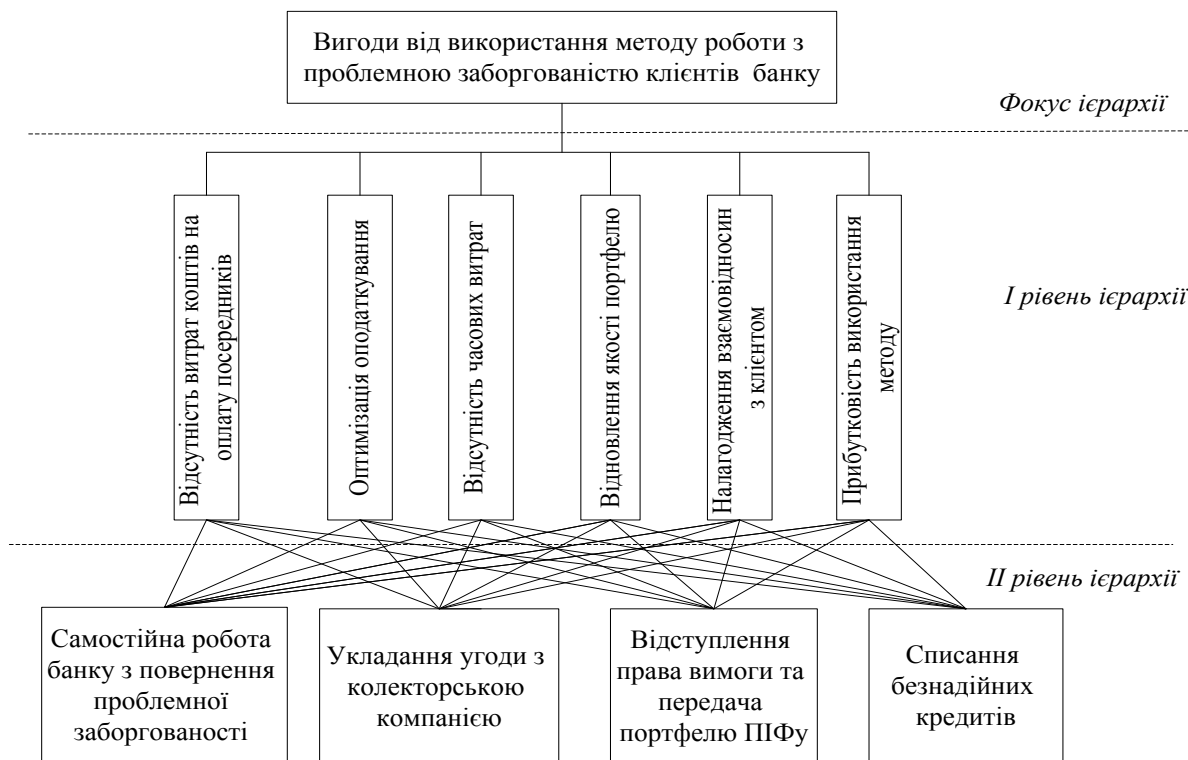 Вигоди від використання методу роботи з
проблемною заборгованістю клієнтів банку
Фокус ієрархії
Відсутність витрат коштів на
оплату посередників
Оптимізація оподаткування
Відсутність часових витрат
Відновлення якості портфелю
Налагодження взаємовідносин
з клієнтом
Прибутковість використання
методу
І рівень ієрархії
ІІ рівень ієрархії
Самостійна робота
банку з повернення
проблемної
заборгованості
Укладання угоди з
колекторською
компанією
Відступлення
права вимоги та
передача
портфелю ПІФу
Списання
безнадійних
кредитів